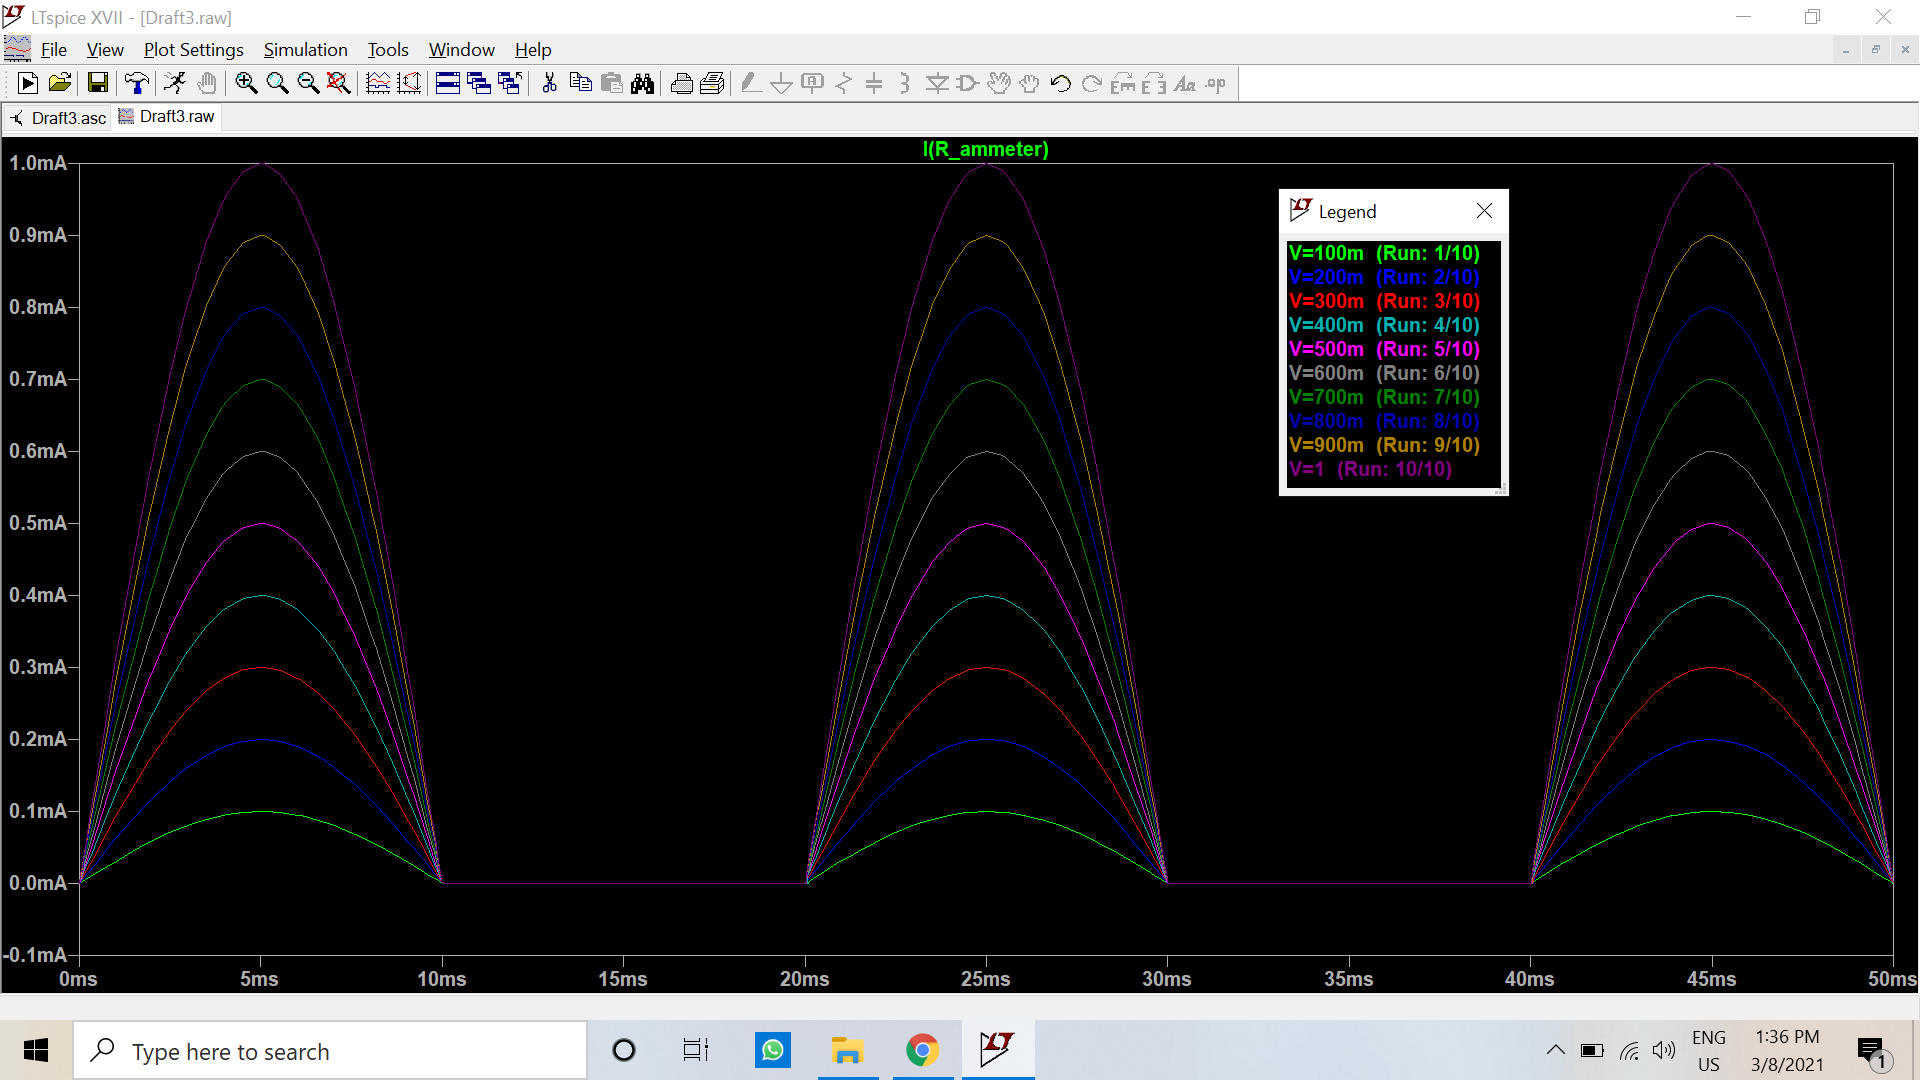 LTspice XVII - [Draft3.raw]
File View Plot Settings Simulation Tools Window Help
Draft3.asc Draft3.raw
I(R_ammeter)
1.0mA
0.9mA
0.8mA
0.7mA
0.6mA
0.5mA
0.4mA
0.3mA
0.2mA
0.1mA
0.0mA
-0.1mA
0ms 5ms 10ms 15ms 20ms 25ms 30ms 35ms 40ms 45ms 50ms
Legend
V=100m (Run: 1/10)
V=200m (Run: 2/10)
V=300m (Run: 3/10)
V=400m (Run: 4/10)
V=500m (Run: 5/10)
V=600m (Run: 6/10)
V=700m (Run: 7/10)
V=800m (Run: 8/10)
V=900m (Run: 9/10)
V=1 (Run: 10/10)
Type here to search
ENG
US
1:36 PM
3/8/2021
1